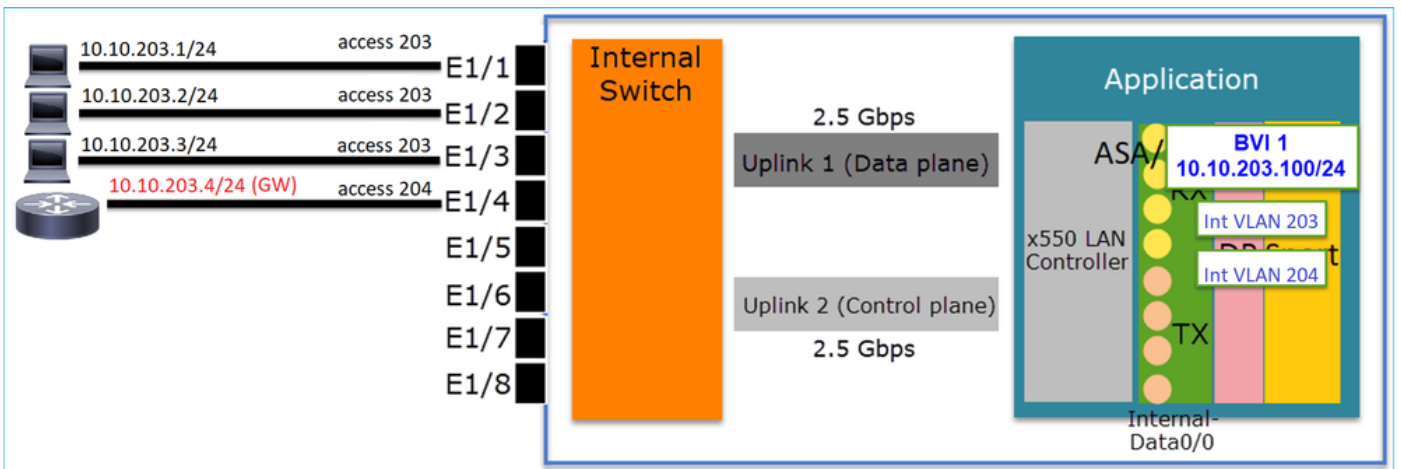 10.10.203.1/24
access 203
E1/1
10.10.203.2/24
access 203
E1/2
10.10.203.3/24
access 203
E1/3
10.10.203.4/24 (GW)
access 204
E1/4
E1/5
E1/6
E1/7
E1/8
Internal
Switch
2.5 Gbps
Uplink 1 (Data plane)
Uplink 2 (Control plane)
2.5 Gbps
Application
ASA/
BVI 1
10.10.203.100/24
RX
Int VLAN 203
Int VLAN 204
x550 LAN
Controller
TX
Internal-
Data0/0